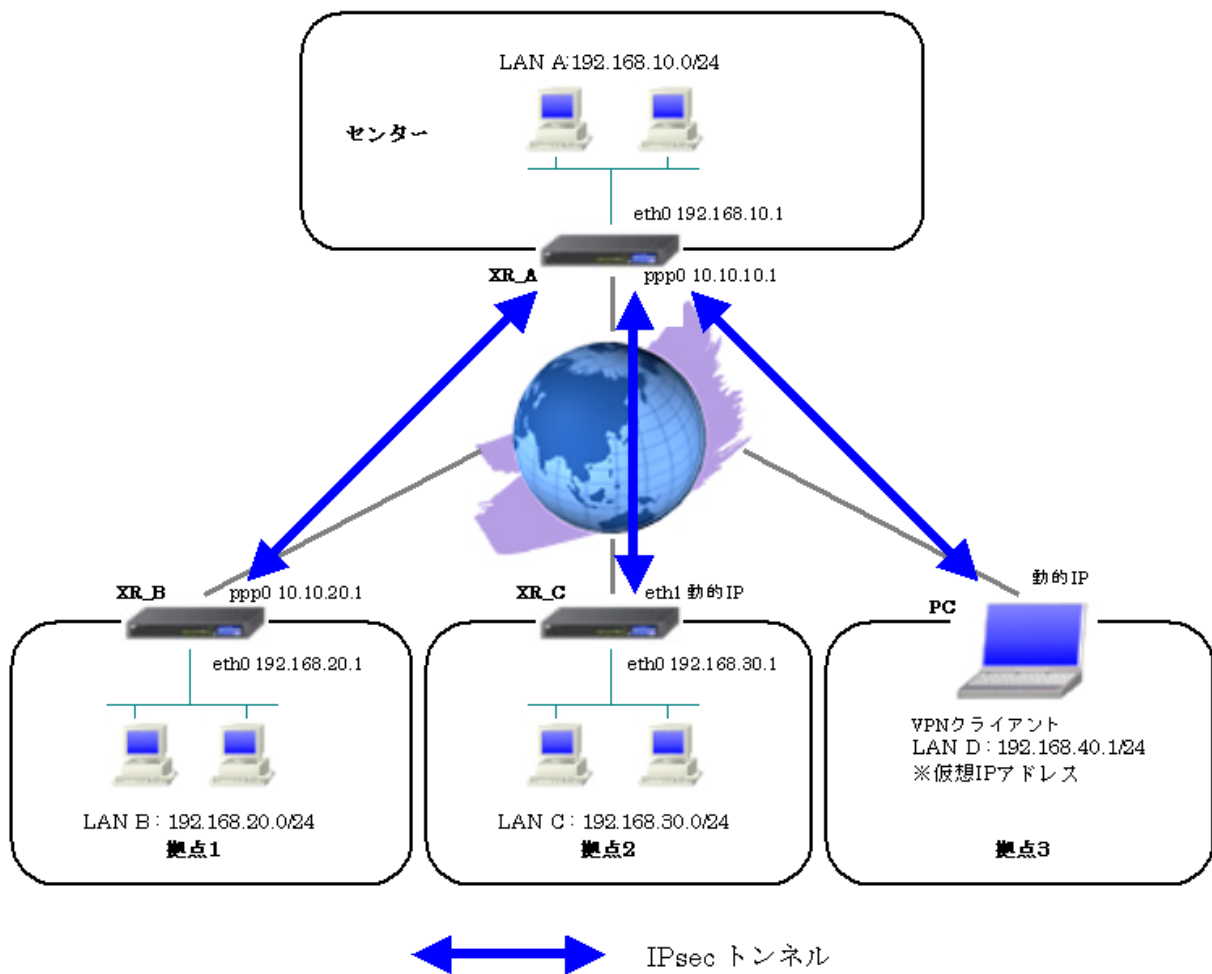 LAN A:192.168.10.0/24
センター
eth0 192.168.10.1
XR_A
ppp0 10.10.10.1
XR_B
ppp0 10.10.20.1
XR_C
eth1 動的IP
動的IP
PC
eth0 192.168.20.1
eth0 192.168.30.1
VPNクライアント
LAN D：192.168.40.1/24
※仮想IPアドレス
LAN B：192.168.20.0/24
拠点1
LAN C：192.168.30.0/24
拠点2
拠点3
IPsec トンネル